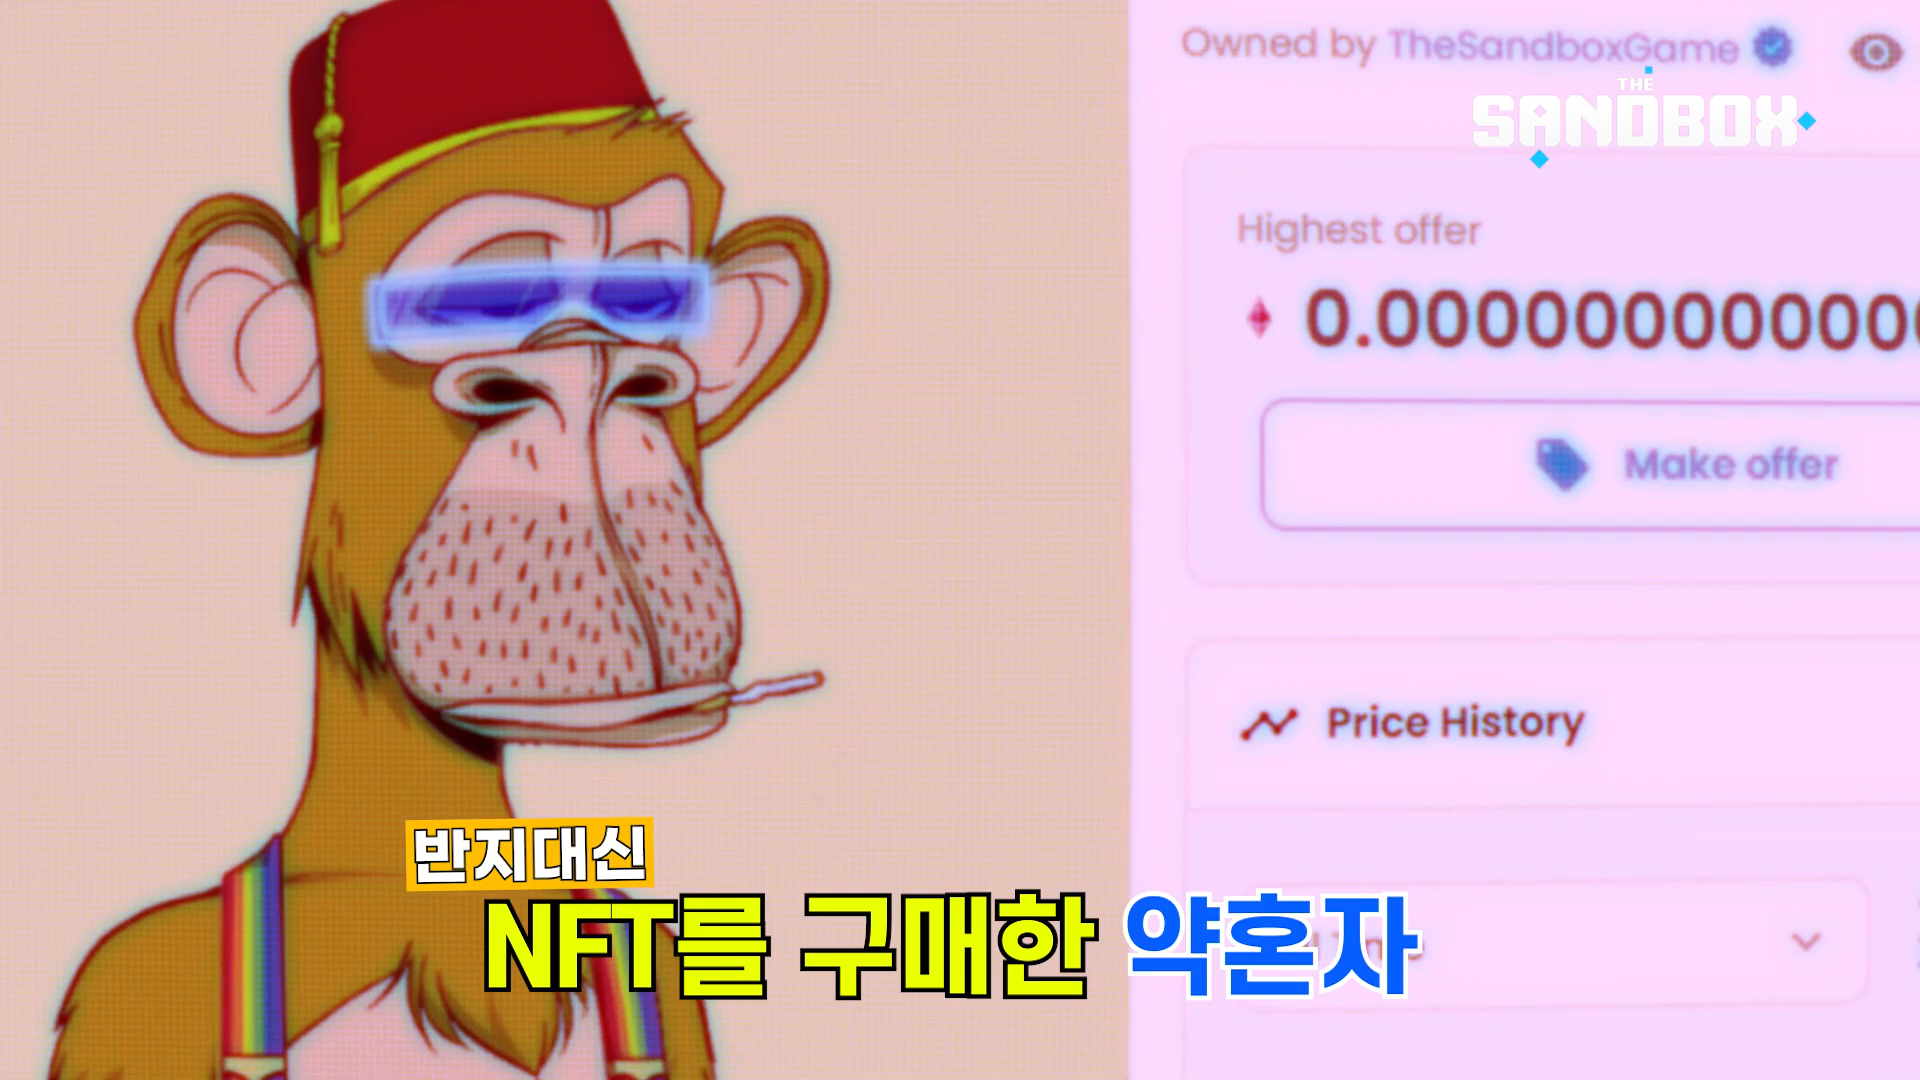 Owned by TheSandboxGame
THE
SANDBOX
Highest offer
0.00000000000
Make offer
Price History
반지대신
NFT를 구매한 약혼자